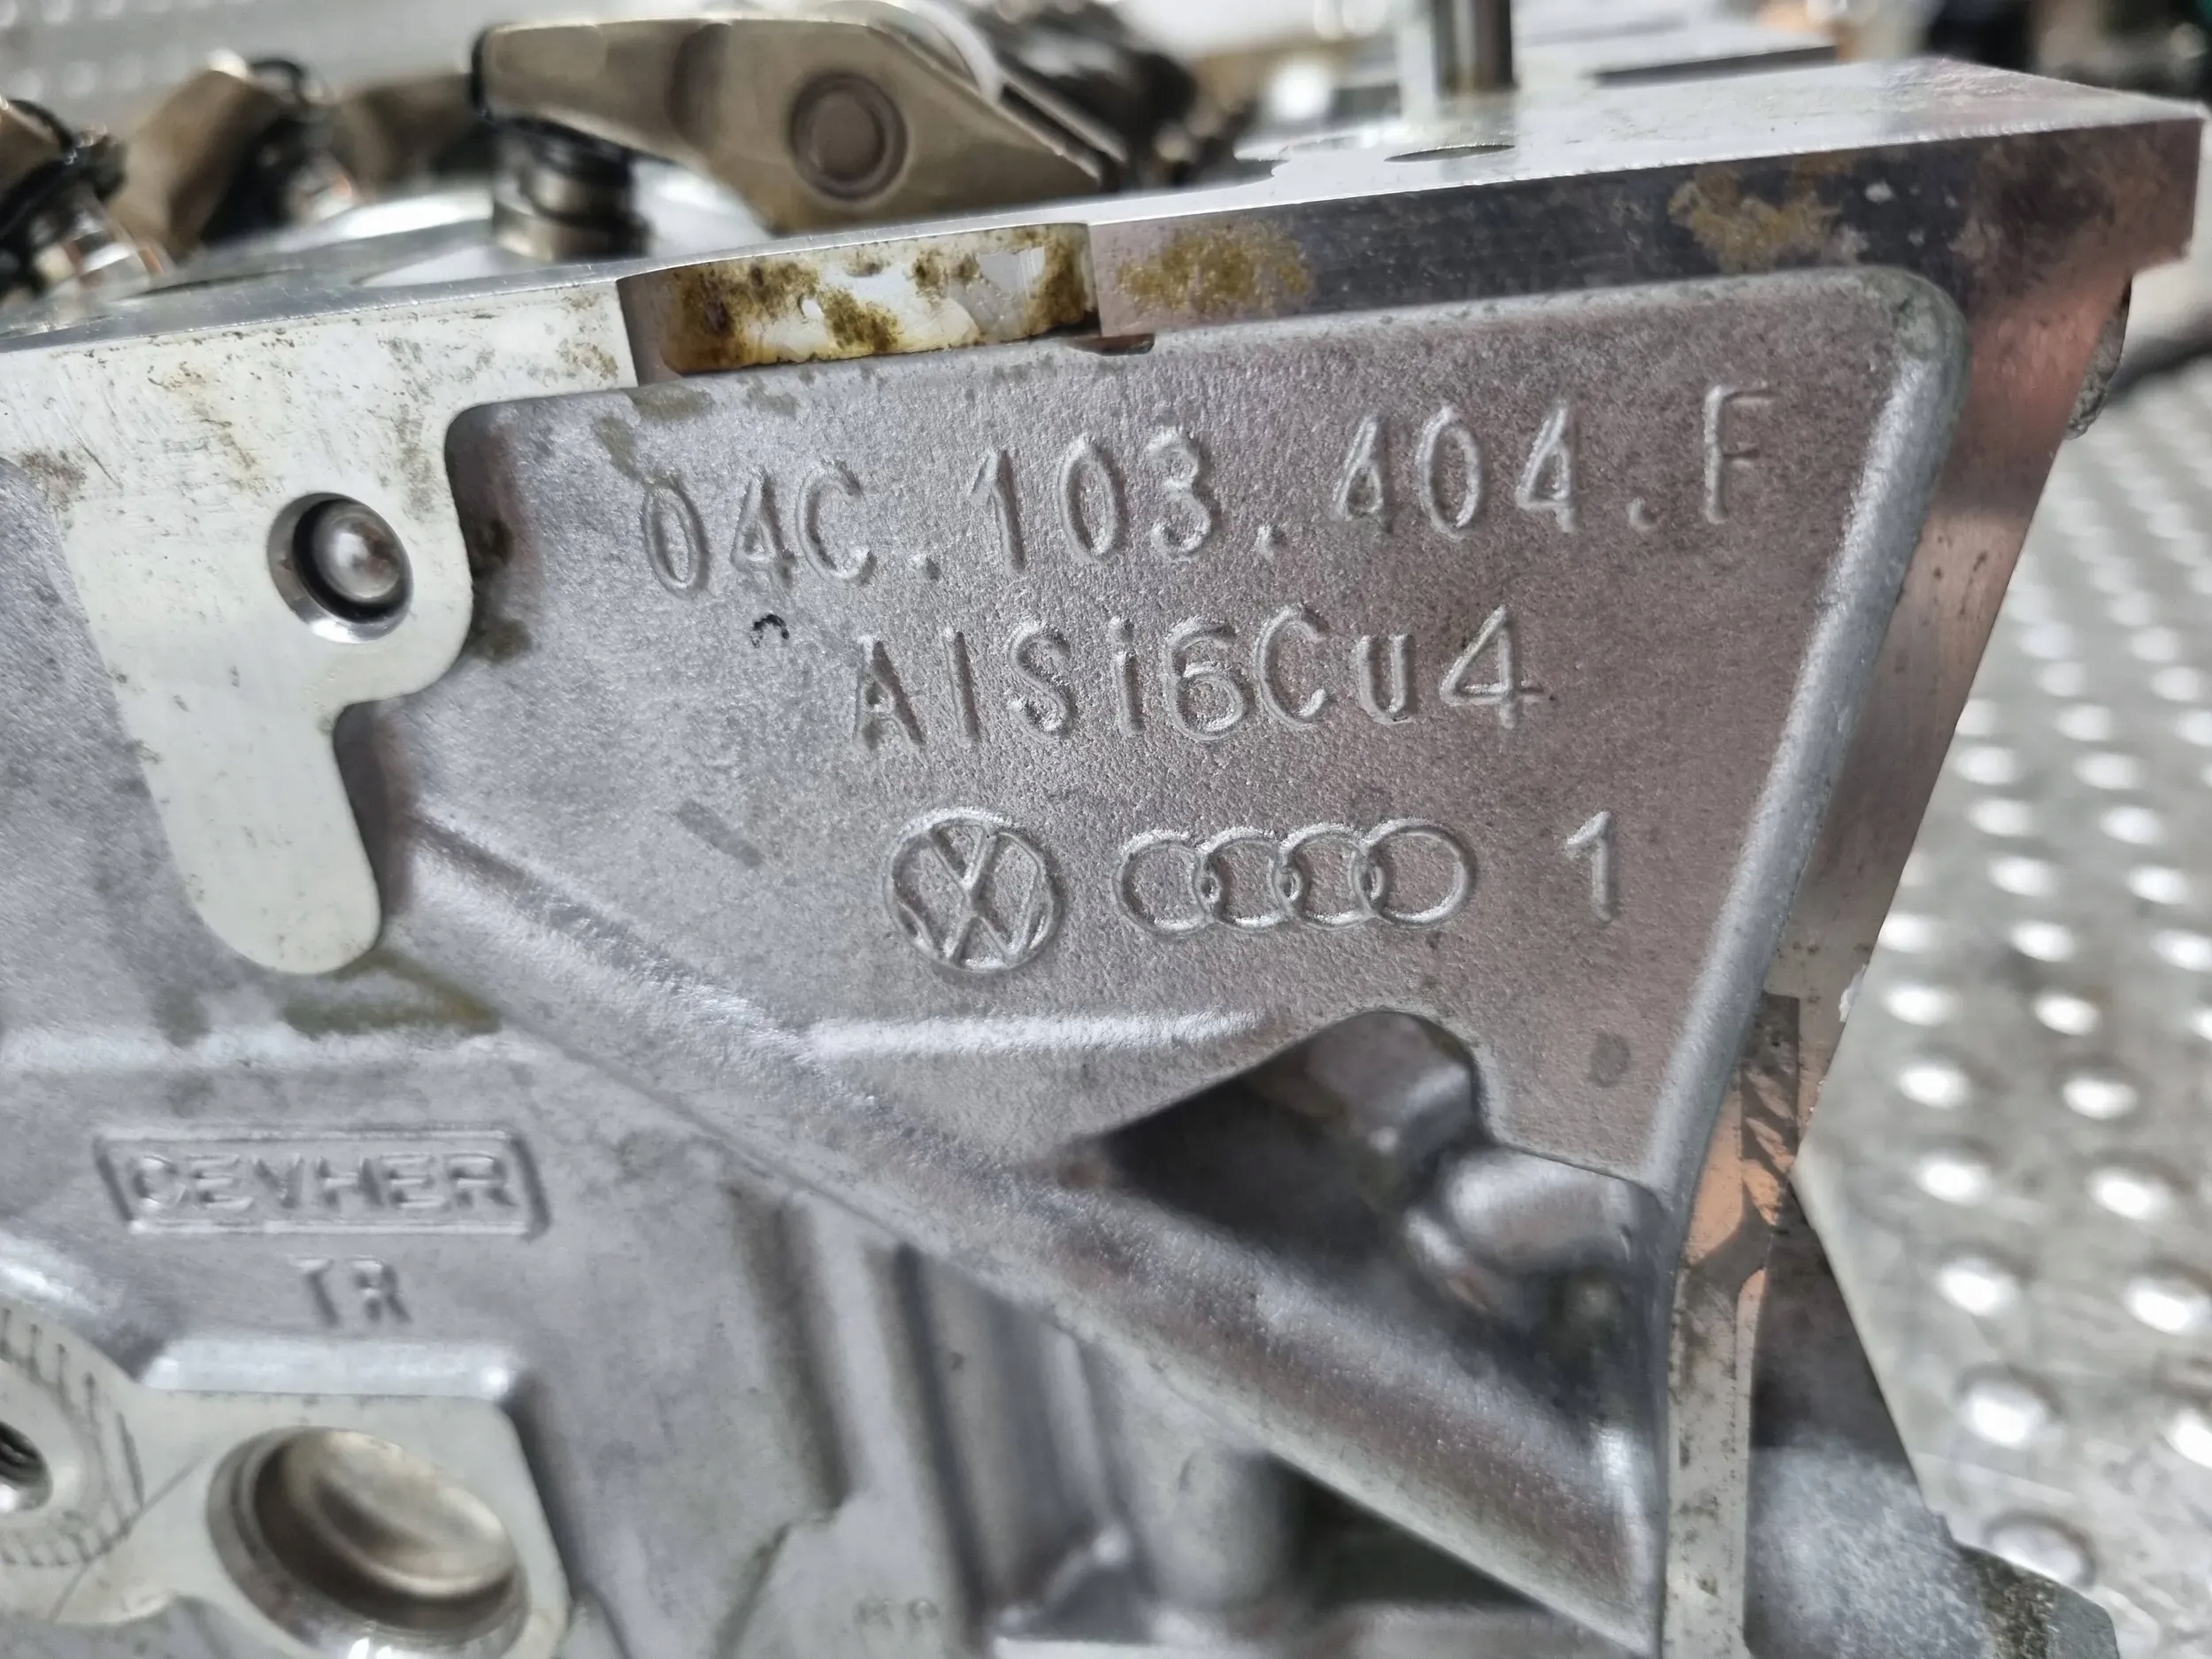 04C.103.404.F
AlSi6Cu4
1
CEVHER
TR